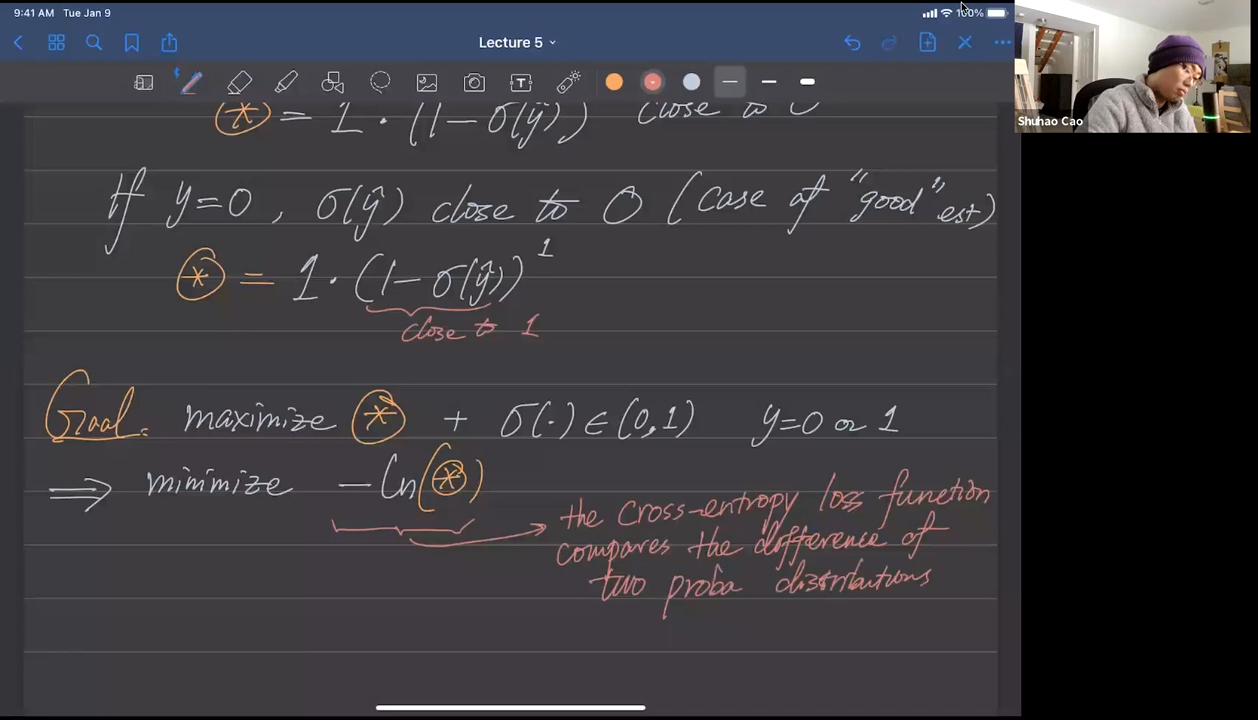 9:41 AM Tue Jan 9
100%
Lecture 5
Shuhao Cao
⊛ = 1 · (1 − σ(ŷ)) close to 0
If y=0, σ(ŷ) close to 0 (case of "good" est)
⊛ = 1 · (1 − σ(ŷ))¹
close to 1
Goal: maximize ⊛ + σ(·) ∈ (0,1) y=0 or 1
⟹ minimize − ln(⊛)
the cross-entropy loss function
compares the difference of
two proba distributions